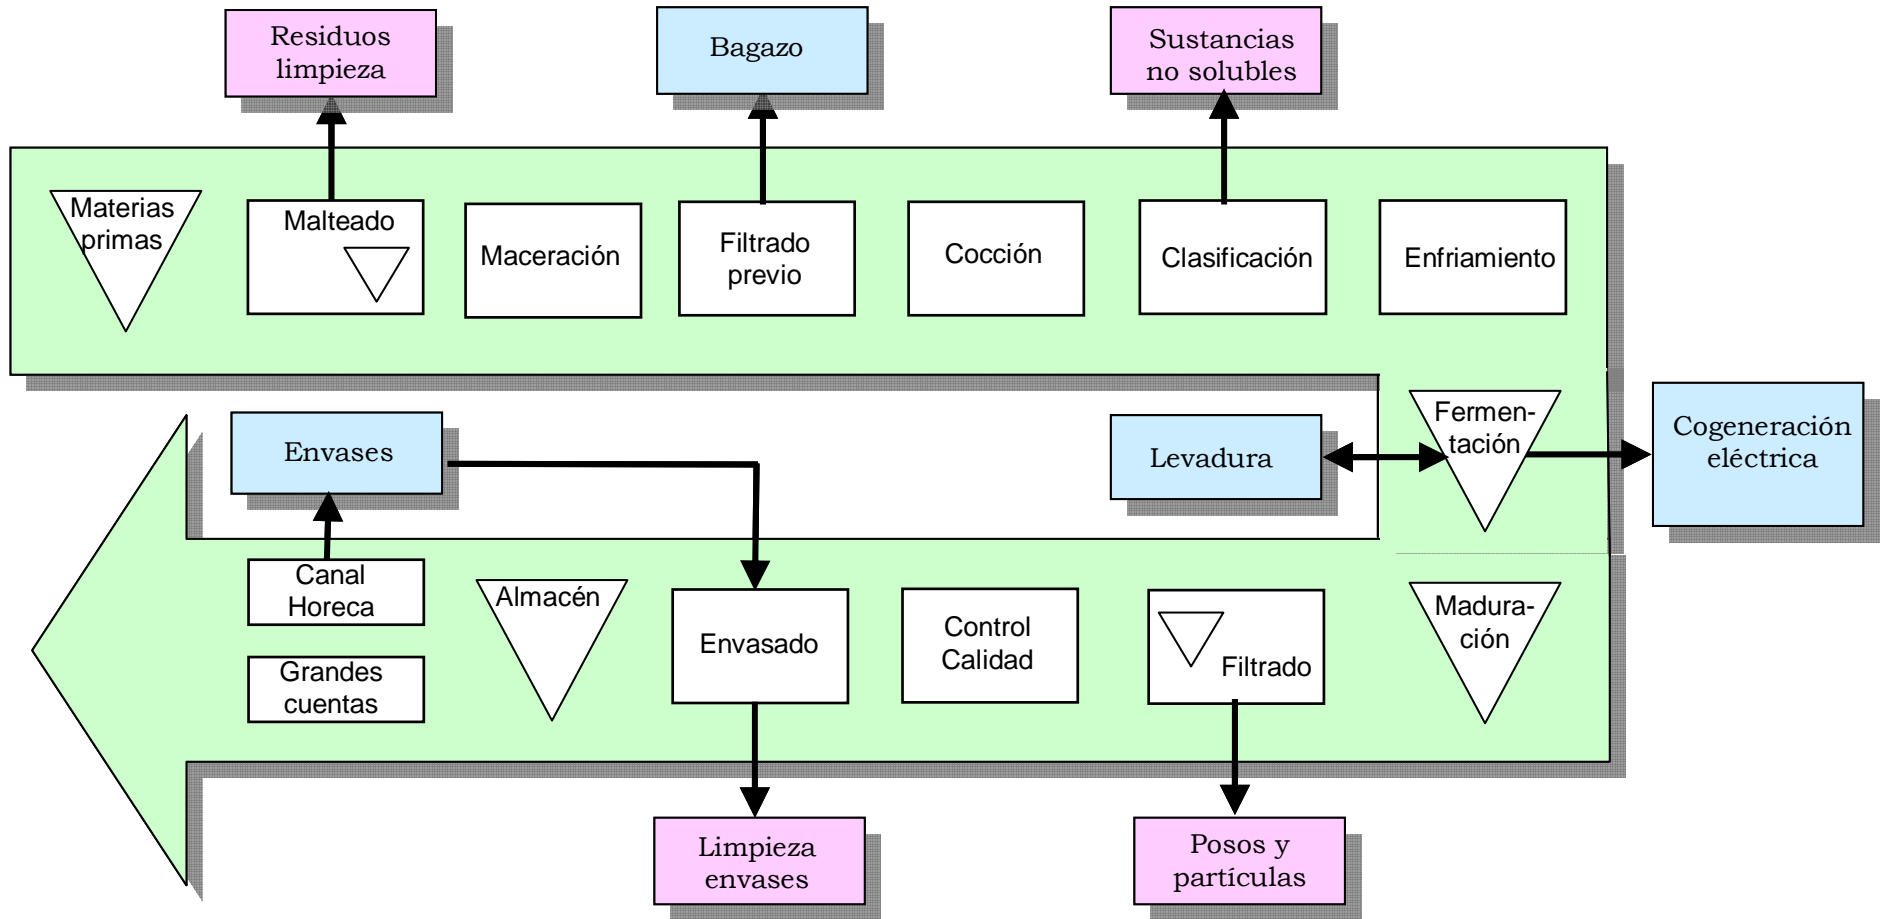 Residuos
limpieza
Bagazo
Sustancias
no solubles
Materias
primas
Malteado
Maceración
Filtrado
previo
Cocción
Clasificación
Enfriamiento
Envases
Levadura
Fermen-
tación
Cogeneración
eléctrica
Canal
Horeca
Grandes
cuentas
Almacén
Envasado
Control
Calidad
Filtrado
Madura-
ción
Limpieza
envases
Posos y
partículas